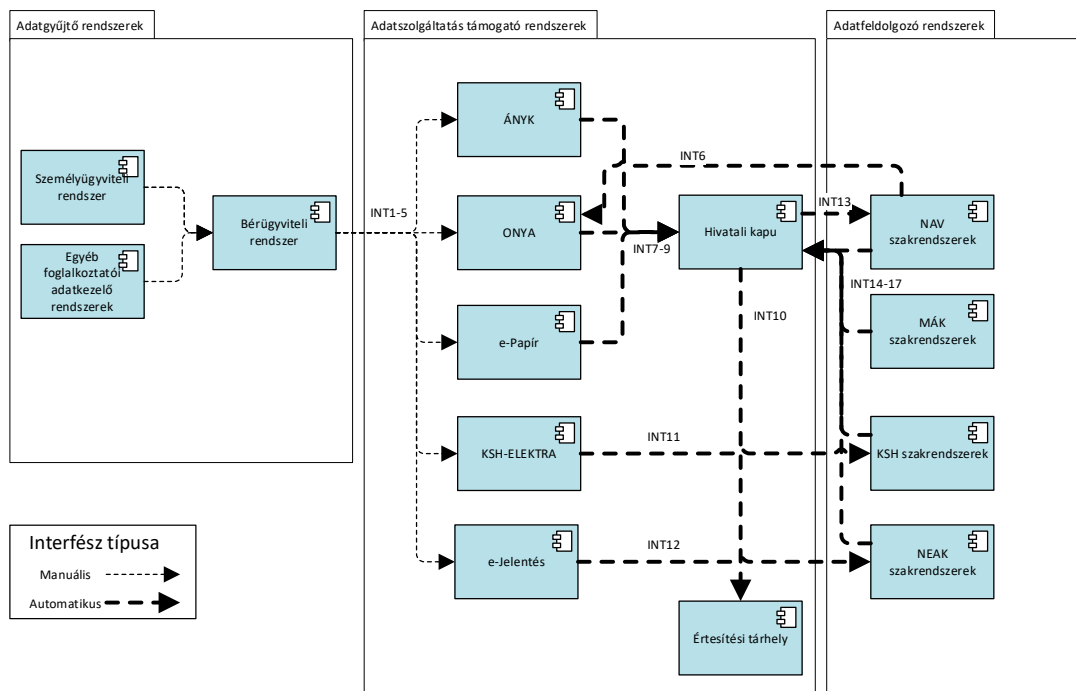 Adatgyűjtő rendszerek
Adatszolgáltatás támogató rendszerek
Adatfeldolgozó rendszerek
Személyügyviteli
rendszer
Egyéb
foglalkoztatói
adatkezelő
rendszerek
Bérügyviteli
rendszer
INT1-5
ÁNYK
ONYA
e-Papír
KSH-ELEKTRA
e-Jelentés
INT6
INT7-9
Hivatali kapu
INT10
INT11
INT12
Értesítési tárhely
INT13
INT14-17
NAV
szakrendszerek
MÁK
szakrendszerek
KSH szakrendszerek
NEAK
szakrendszerek
Interfész típusa
Manuális
Automatikus